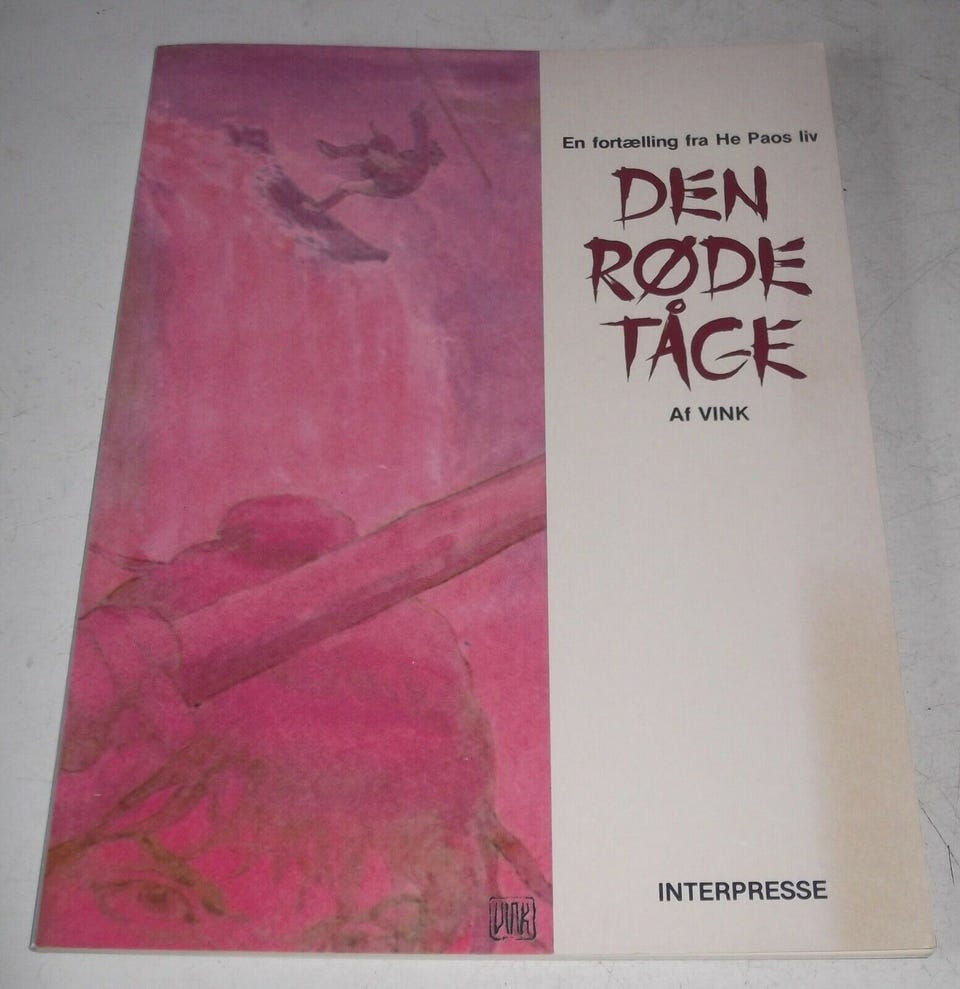 En fortælling fra He Paos liv
DEN
RØDE
TÅGE
Af VINK
INTERPRESSE
VINK